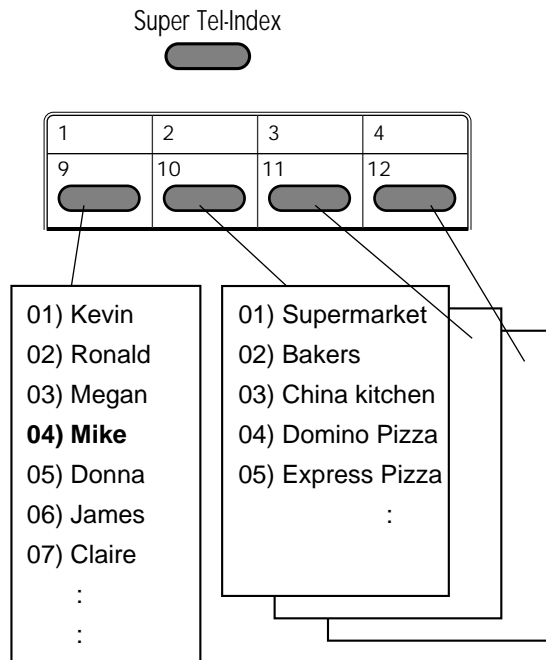 Super Tel-Index
1 2 3 4
9 10 11 12
01) Kevin
02) Ronald
03) Megan
04) Mike
05) Donna
06) James
07) Claire
:
:
01) Supermarket
02) Bakers
03) China kitchen
04) Domino Pizza
05) Express Pizza
: